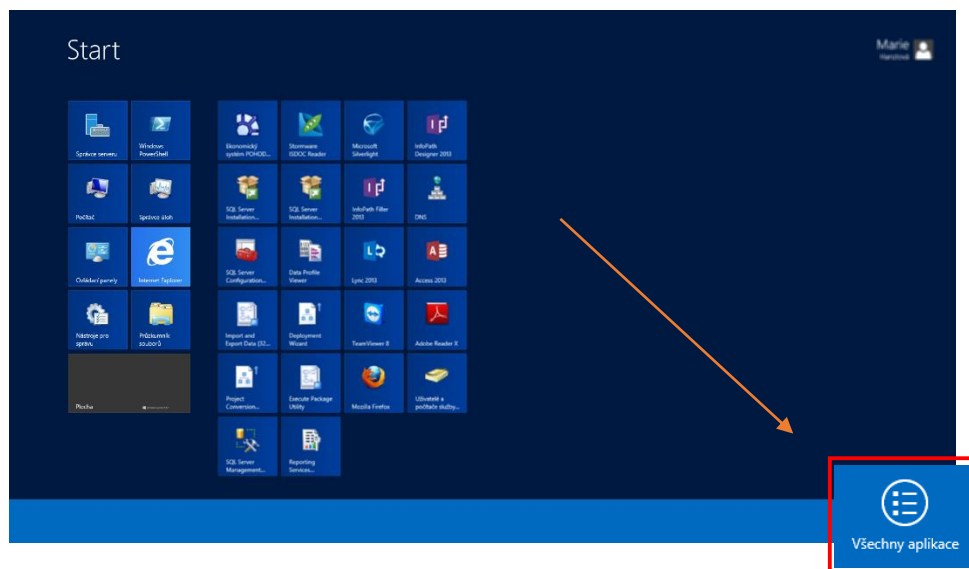 Start
Marie
Správce serveru
Windows
PowerShell
Ekonomický
systém POHOD...
Stormware
ISDOC Reader
Microsoft
Silverlight
InfoPath
Designer 2013
Počítač
Správce úloh
SQL Server
Installation...
SQL Server
Installation...
InfoPath Filler
2013
DNS
Ovládací panely
Internet Explorer
SQL Server
Configuration...
Data Profile
Viewer
Lync 2013
Access 2013
Nástroje pro
správu
Průzkumník
souborů
Import and
Export Data (32...
Deployment
Wizard
TeamViewer 8
Adobe Reader X
Plocha
Project
Conversion...
Execute Package
Utility
Mozilla Firefox
Uživatelé a
počítače služby...
SQL Server
Management...
Reporting
Services...
Všechny aplikace